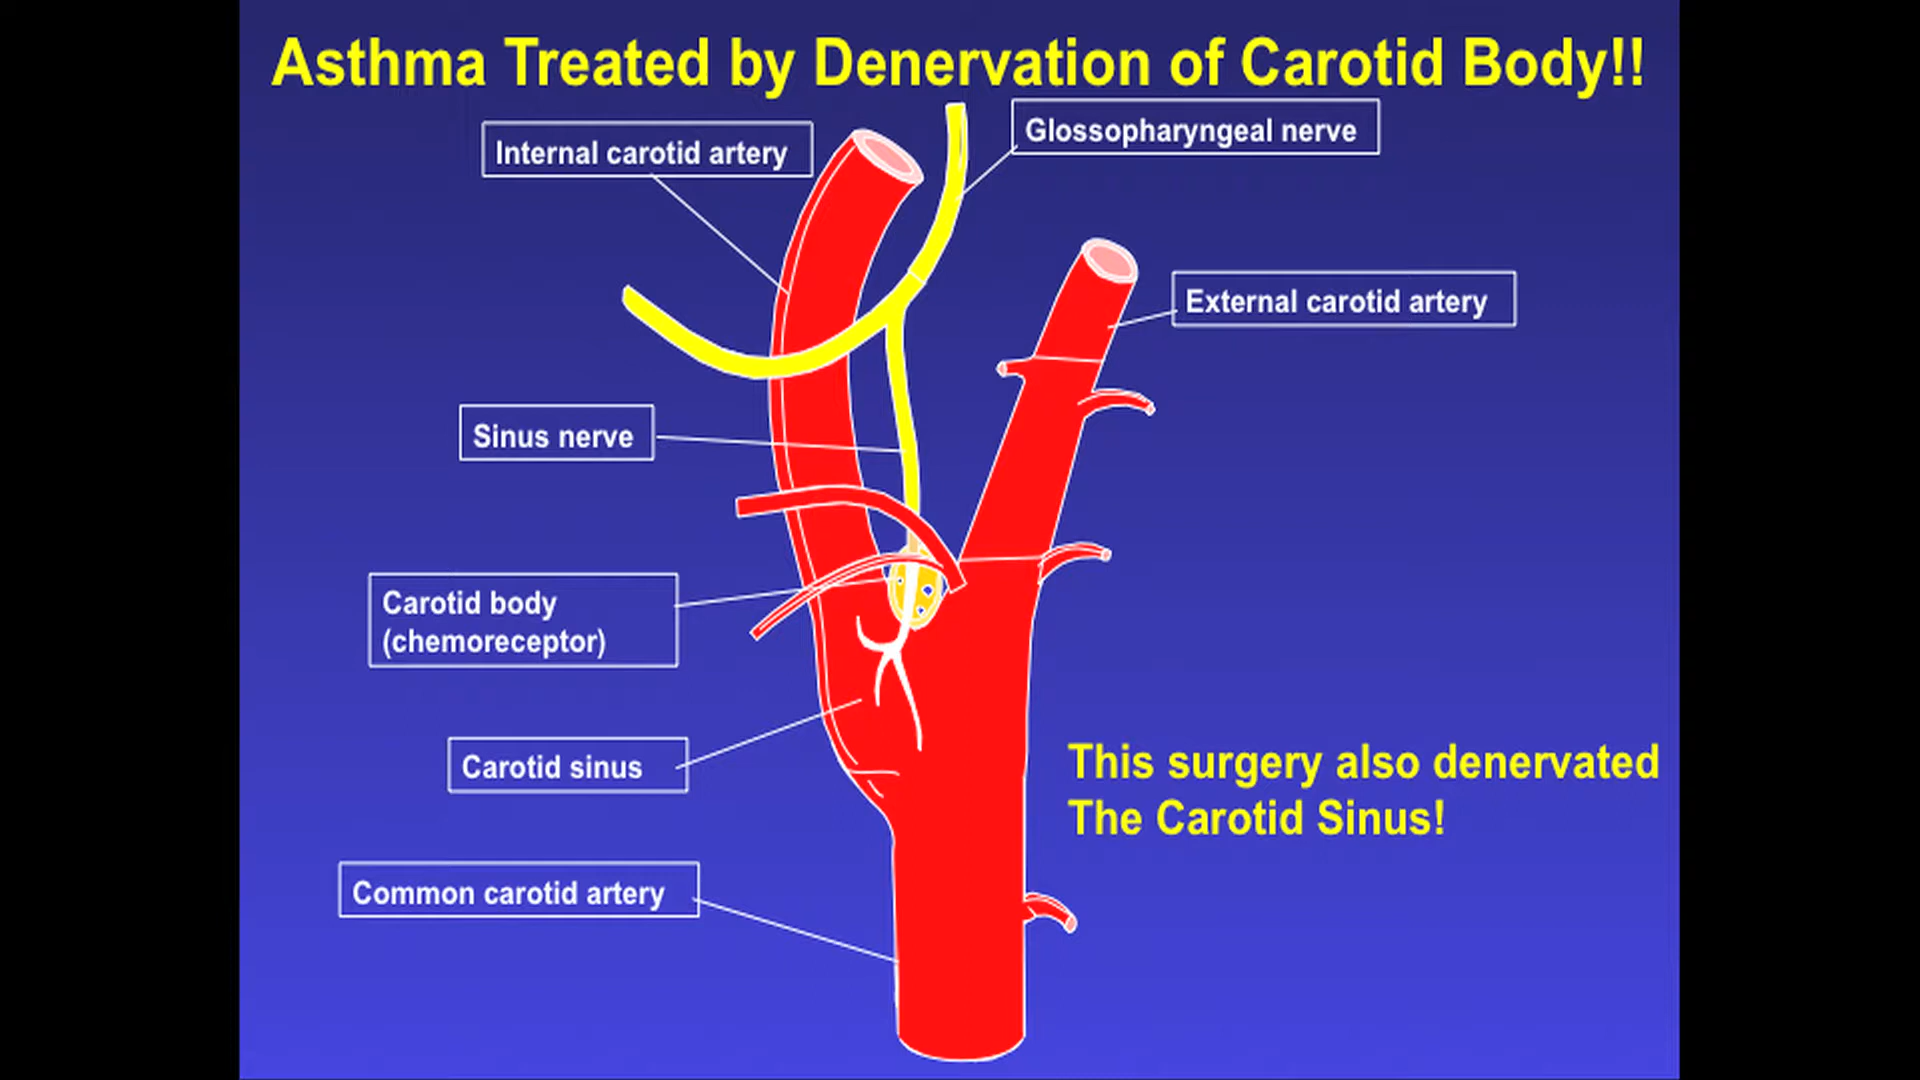 Asthma Treated by Denervation of Carotid Body!!
Glossopharyngeal nerve
Internal carotid artery
External carotid artery
Sinus nerve
Carotid body
(chemoreceptor)
Carotid sinus
This surgery also denervated
The Carotid Sinus!
Common carotid artery